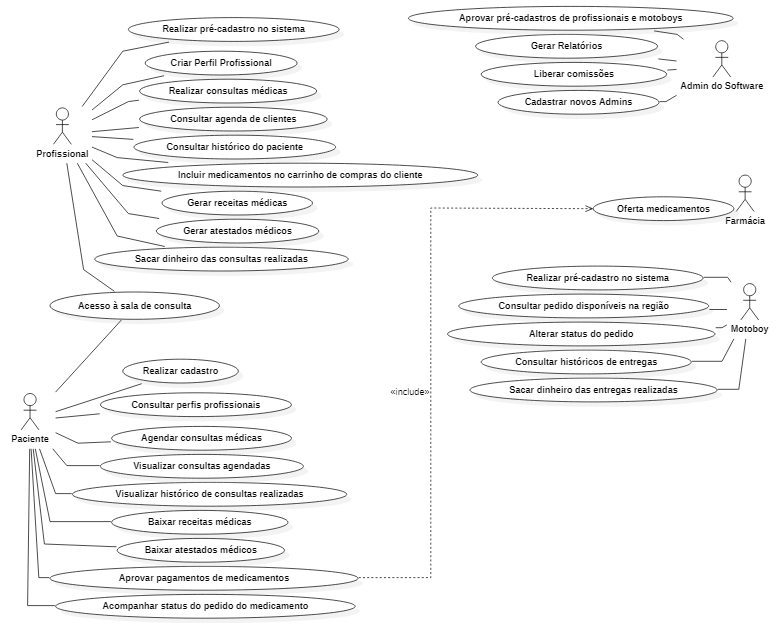 Realizar pré-cadastro no sistema
Criar Perfil Profissional
Realizar consultas médicas
Consultar agenda de clientes
Consultar histórico do paciente
Incluir medicamentos no carrinho de compras do cliente
Gerar receitas médicas
Gerar atestados médicos
Sacar dinheiro das consultas realizadas
Profissional
Acesso à sala de consulta
Realizar cadastro
Consultar perfis profissionais
Agendar consultas médicas
Visualizar consultas agendadas
Visualizar histórico de consultas realizadas
Baixar receitas médicas
Baixar atestados médicos
Aprovar pagamentos de medicamentos
Acompanhar status do pedido do medicamento
Paciente
«include»
Aprovar pré-cadastros de profissionais e motoboys
Gerar Relatórios
Liberar comissões
Cadastrar novos Admins
Admin do Software
Oferta medicamentos
Farmácia
Realizar pré-cadastro no sistema
Consultar pedido disponíveis na região
Alterar status do pedido
Consultar históricos de entregas
Sacar dinheiro das entregas realizadas
Motoboy